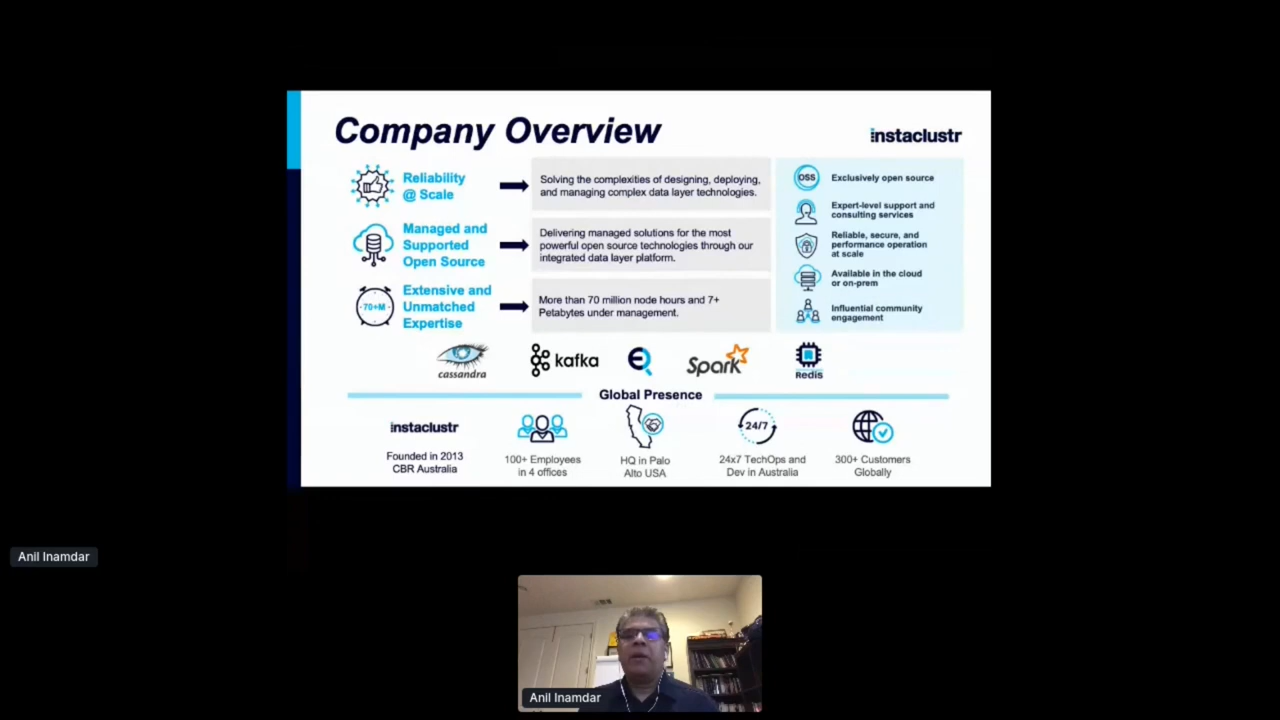 Company Overview
instaclustr
Reliability
@ Scale
Solving the complexities of designing, deploying,
and managing complex data layer technologies.
Managed and
Supported
Open Source
Delivering managed solutions for the most
powerful open source technologies through our
integrated data layer platform.
70+M
Extensive and
Unmatched
Expertise
More than 70 million node hours and 7+
Petabytes under management.
OSS
Exclusively open source
Expert-level support and
consulting services
Reliable, secure, and
performance operation
at scale
Available in the cloud
or on-prem
Influential community
engagement
cassandra
kafka
Spark
Redis
Global Presence
instaclustr
Founded in 2013
CBR Australia
100+ Employees
in 4 offices
HQ in Palo
Alto USA
24/7
24x7 TechOps and
Dev in Australia
300+ Customers
Globally
Anil Inamdar
Anil Inamdar